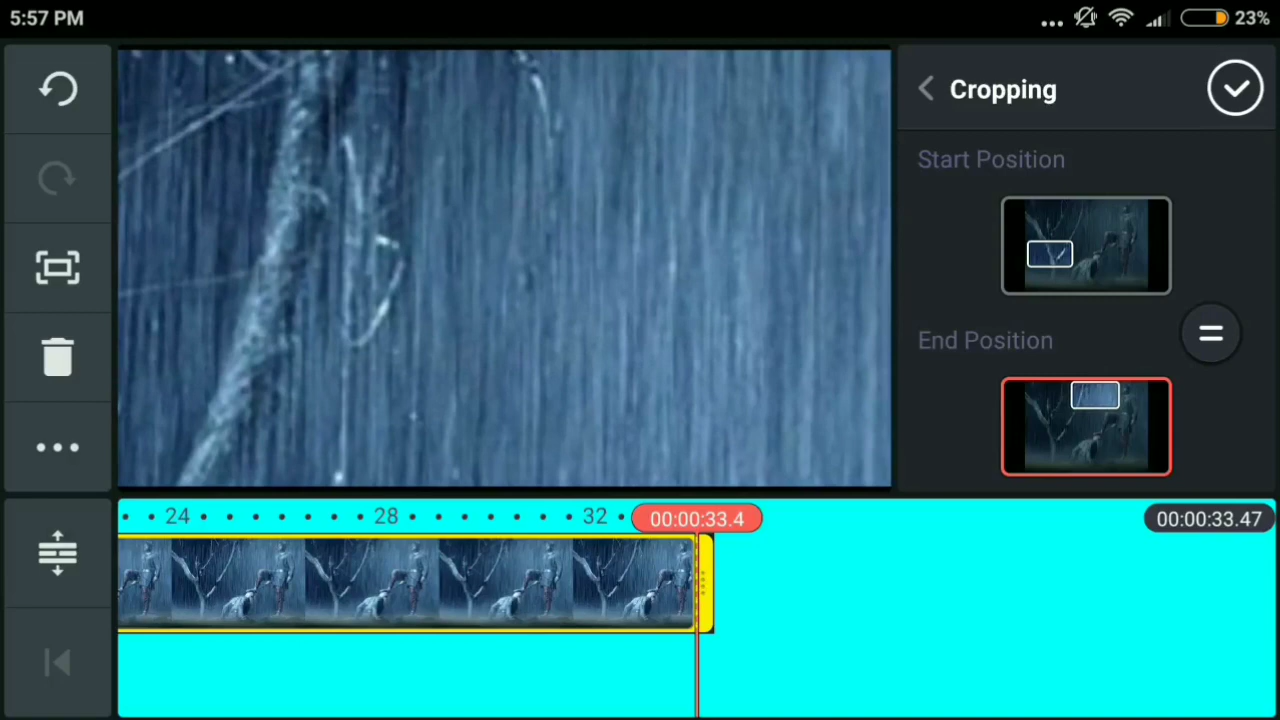 5:57 PM
23%
Cropping
Start Position
End Position
24 28 32 00:00:33.4 00:00:33.47